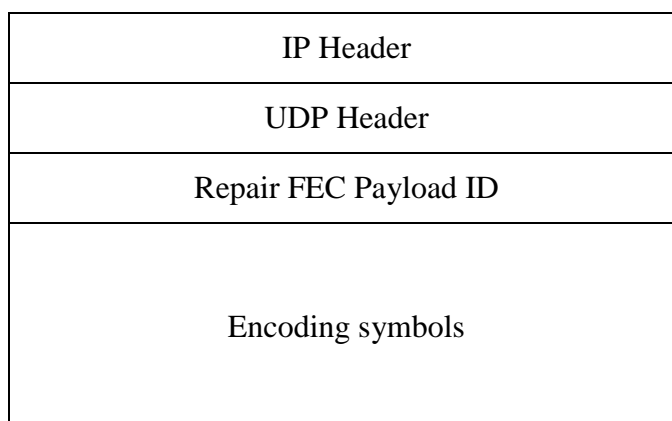 IP Header
UDP Header
Repair FEC Payload ID
Encoding symbols